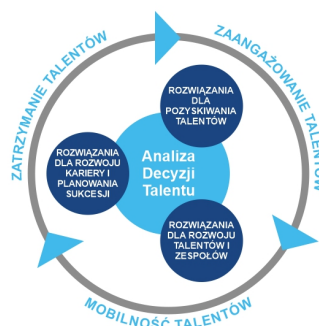 ZATRZYMANIE TALENTÓW
ZAANGAŻOWANIE TALENTÓW
ROZWIĄZANIA
DLA
POZYSKIWANIA
TALENTÓW
ROZWIĄZANIA
DLA ROZWOJU
KARIERY I
PLANOWANIA
SUKCESJI
Analiza
Decyzji
Talentu
ROZWIĄZANIA
DLA ROZWOJU
TALENTÓW I
ZESPOŁÓW
MOBILNOŚĆ TALENTÓW